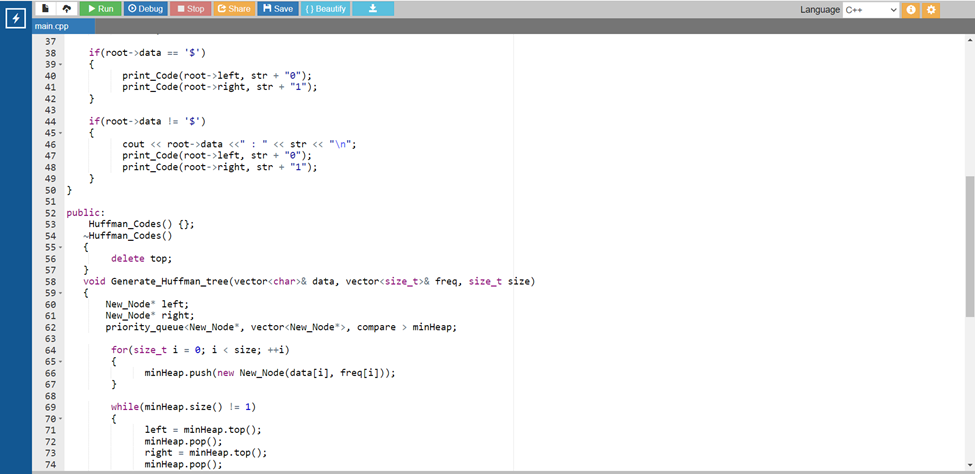 Run Debug Stop Share Save { } Beautify Language C++
main.cpp
37
38 if(root->data == '$')
39 {
40 print_Code(root->left, str + "0");
41 print_Code(root->right, str + "1");
42 }
43
44 if(root->data != '$')
45 {
46 cout << root->data <<" : " << str << "\n";
47 print_Code(root->left, str + "0");
48 print_Code(root->right, str + "1");
49 }
50 }
51
52 public:
53 Huffman_Codes() {};
54 ~Huffman_Codes()
55 {
56 delete top;
57 }
58 void Generate_Huffman_tree(vector<char>& data, vector<size_t>& freq, size_t size)
59 {
60 New_Node* left;
61 New_Node* right;
62 priority_queue<New_Node*, vector<New_Node*>, compare > minHeap;
63
64 for(size_t i = 0; i < size; ++i)
65 {
66 minHeap.push(new New_Node(data[i], freq[i]));
67 }
68
69 while(minHeap.size() != 1)
70 {
71 left = minHeap.top();
72 minHeap.pop();
73 right = minHeap.top();
74 minHeap.pop();